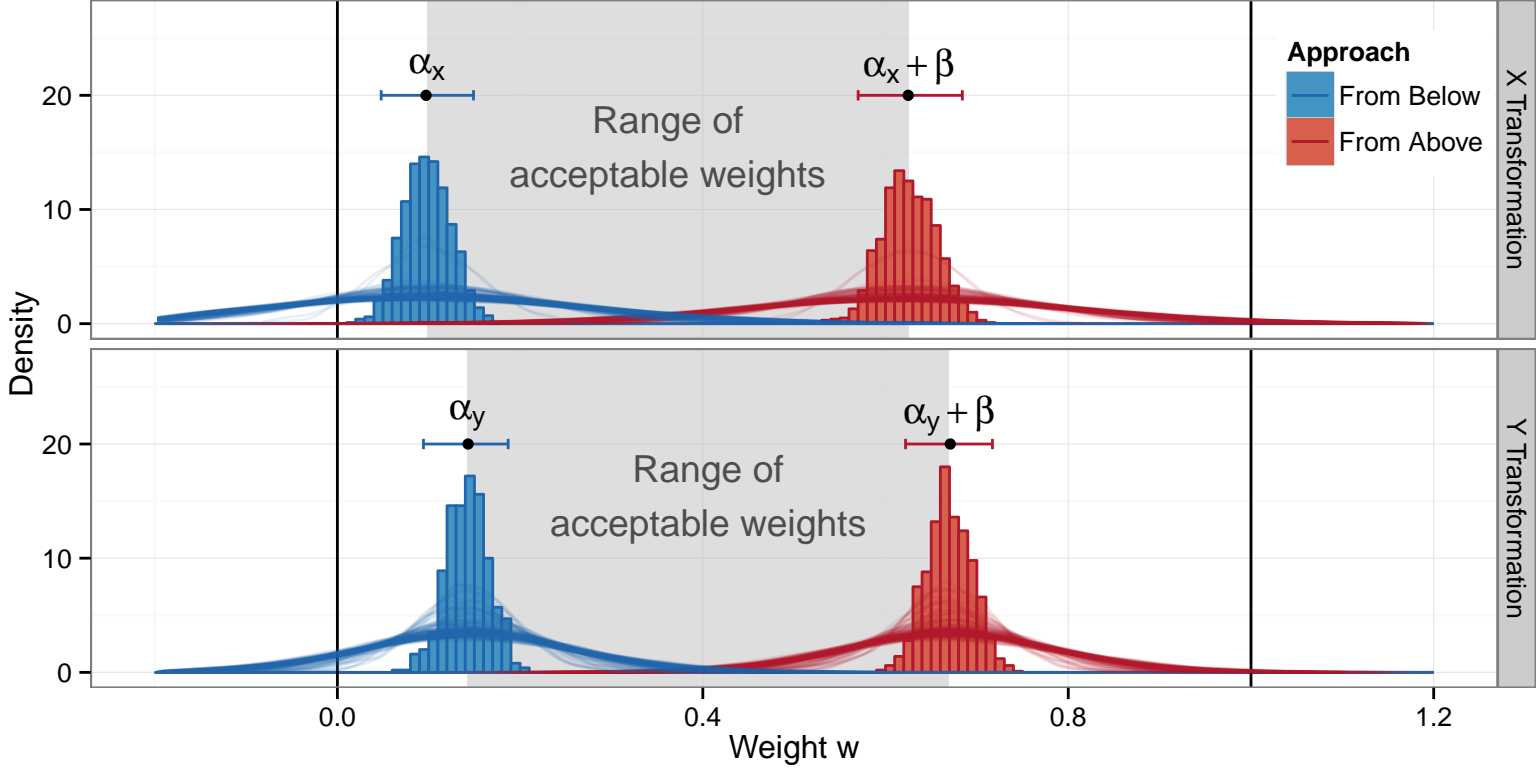 Density
20
10
0
αx
αx + β
Range of
acceptable weights
Approach
From Below
From Above
X Transformation
20
10
0
αy
αy + β
Range of
acceptable weights
Y Transformation
0.0
0.4
0.8
1.2
Weight w